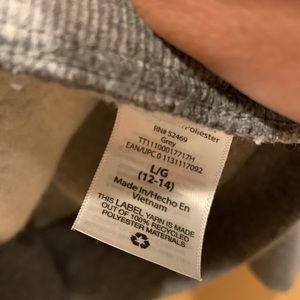 Polyester
RN# 52469
Grey
TT11100017717H
EAN/UPC 0 1131117092
L/G
(12-14)
Made In/Hecho En
Vietnam
THIS LABEL YARN IS MADE
OUT OF 100% RECYCLED
POLYESTER MATERIALS